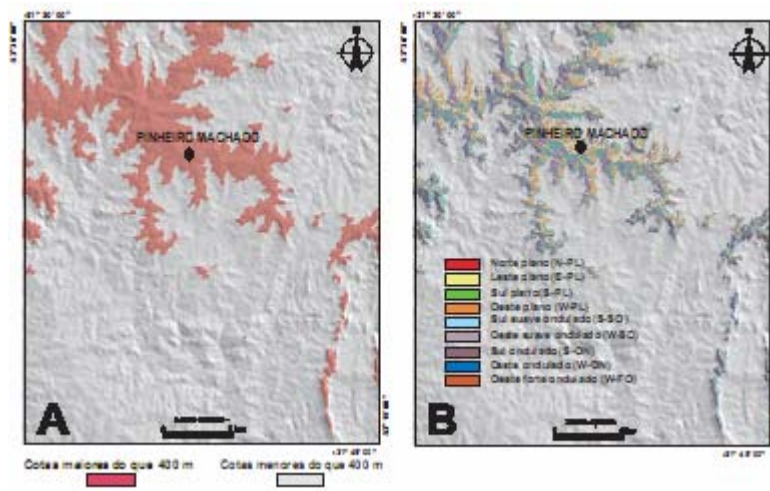 PINHEIRO MACHADO
A
Cotas maiores do que 400 m
Cotas menores do que 400 m
PINHEIRO MACHADO
Norte plano (N-PL)
Leste plano (E-PL)
Sul plano (S-PL)
Oeste plano (W-PL)
Sul suave ondulado (S-SO)
Oeste suave ondulado (W-SO)
Sul ondulado (S-ON)
Oeste ondulado (W-ON)
Oeste forte ondulado (W-FO)
B